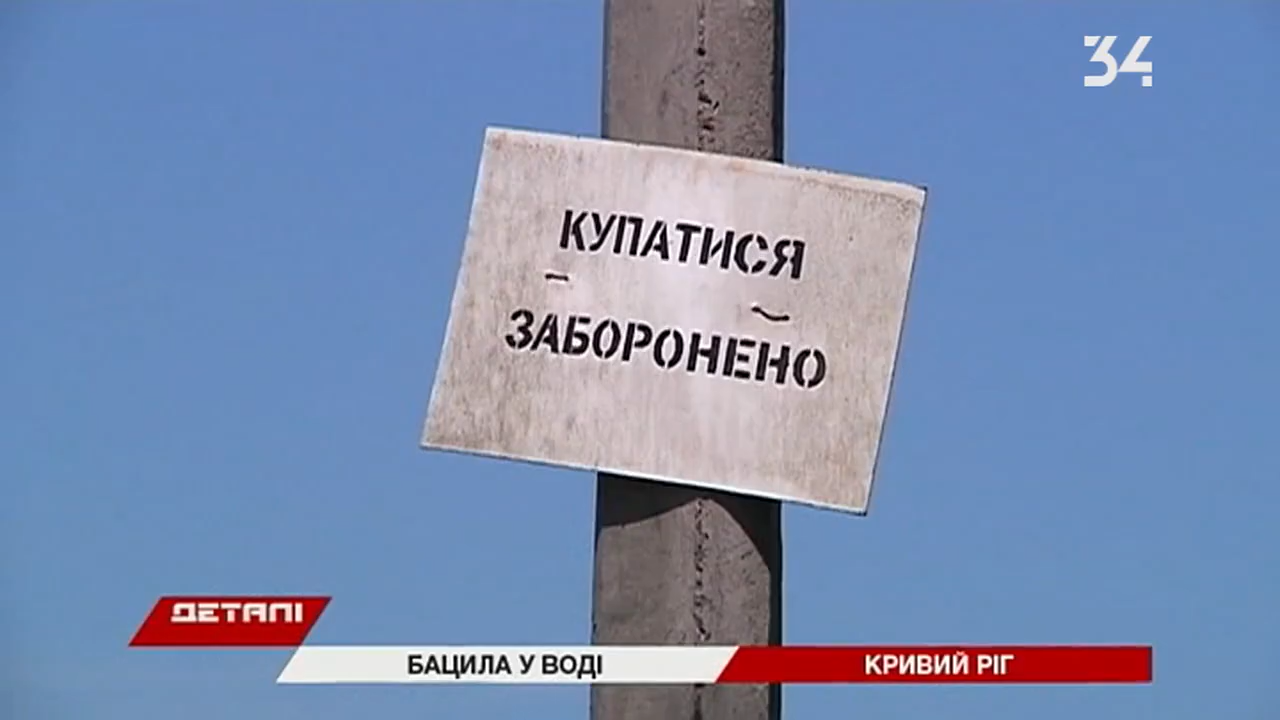 34
КУПАТИСЯ
ЗАБОРОНЕНО
ДЕТАЛІ
БАЦИЛА У ВОДІ
КРИВИЙ РІГ